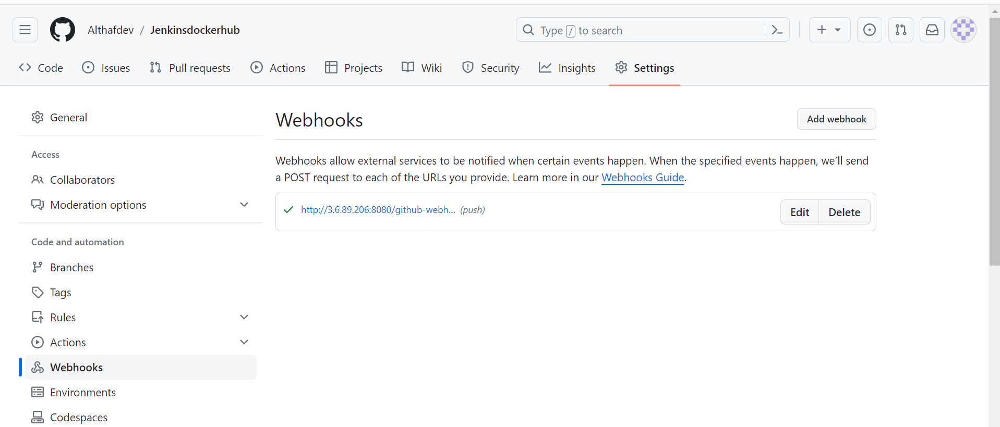 Althafdev / Jenkinsdockerhub
Type / to search
Code Issues Pull requests Actions Projects Wiki Security Insights Settings
General
Access
Collaborators
Moderation options
Code and automation
Branches
Tags
Rules
Actions
Webhooks
Environments
Codespaces
Webhooks
Add webhook
Webhooks allow external services to be notified when certain events happen. When the specified events happen, we’ll send
a POST request to each of the URLs you provide. Learn more in our Webhooks Guide.
http://3.6.89.206:8080/github-webh... (push)
Edit Delete